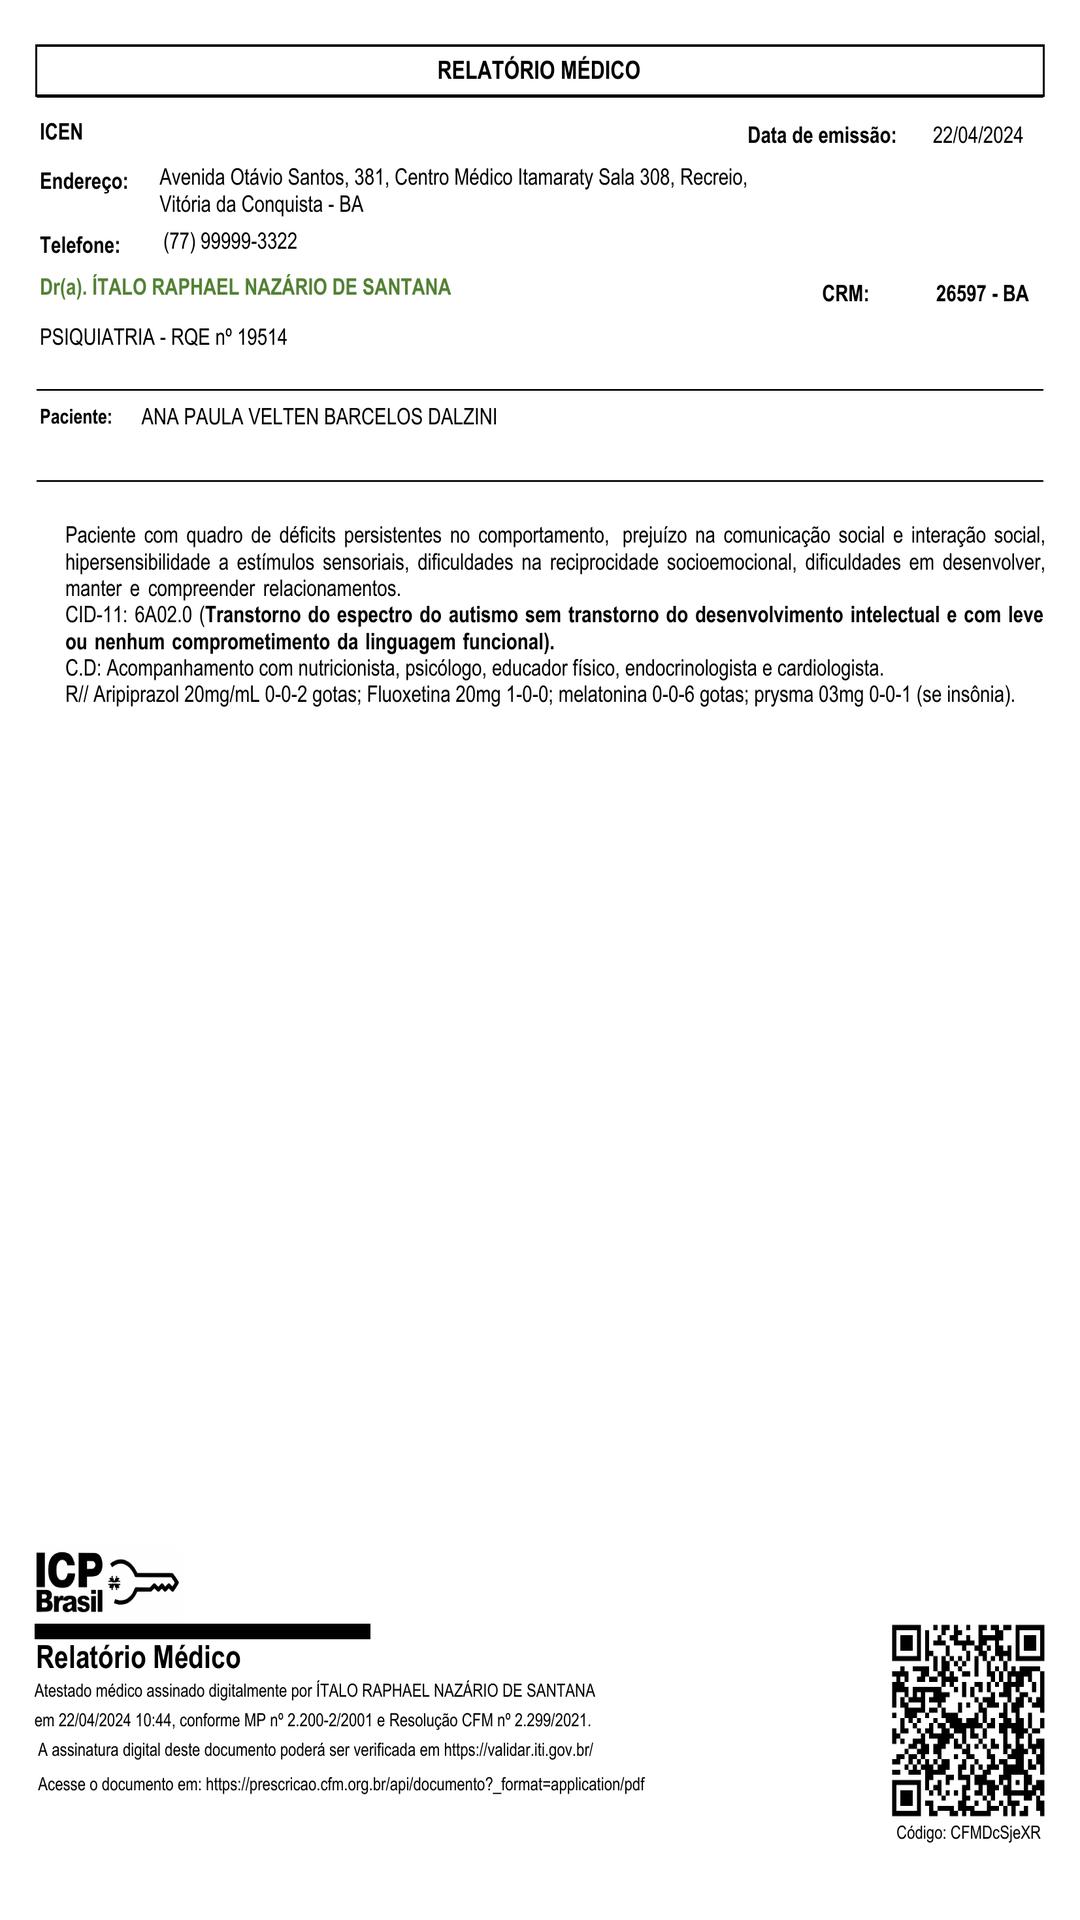 RELATÓRIO MÉDICO
ICEN
Data de emissão: 22/04/2024
Endereço: Avenida Otávio Santos, 381, Centro Médico Itamaraty Sala 308, Recreio,
Vitória da Conquista - BA
Telefone: (77) 99999-3322
Dr(a). ÍTALO RAPHAEL NAZÁRIO DE SANTANA
CRM: 26597 - BA
PSIQUIATRIA - RQE nº 19514
Paciente: ANA PAULA VELTEN BARCELOS DALZINI
Paciente com quadro de déficits persistentes no comportamento, prejuízo na comunicação social e interação social,
hipersensibilidade a estímulos sensoriais, dificuldades na reciprocidade socioemocional, dificuldades em desenvolver,
manter e compreender relacionamentos.
CID-11: 6A02.0 (Transtorno do espectro do autismo sem transtorno do desenvolvimento intelectual e com leve
ou nenhum comprometimento da linguagem funcional).
C.D: Acompanhamento com nutricionista, psicólogo, educador físico, endocrinologista e cardiologista.
R// Aripiprazol 20mg/mL 0-0-2 gotas; Fluoxetina 20mg 1-0-0; melatonina 0-0-6 gotas; prysma 03mg 0-0-1 (se insônia).
ICP
Brasil
Relatório Médico
Atestado médico assinado digitalmente por ÍTALO RAPHAEL NAZÁRIO DE SANTANA
em 22/04/2024 10:44, conforme MP nº 2.200-2/2001 e Resolução CFM nº 2.299/2021.
A assinatura digital deste documento poderá ser verificada em https://validar.iti.gov.br/
Acesse o documento em: https://prescricao.cfm.org.br/api/documento?_format=application/pdf
Código: CFMDcSjeXR